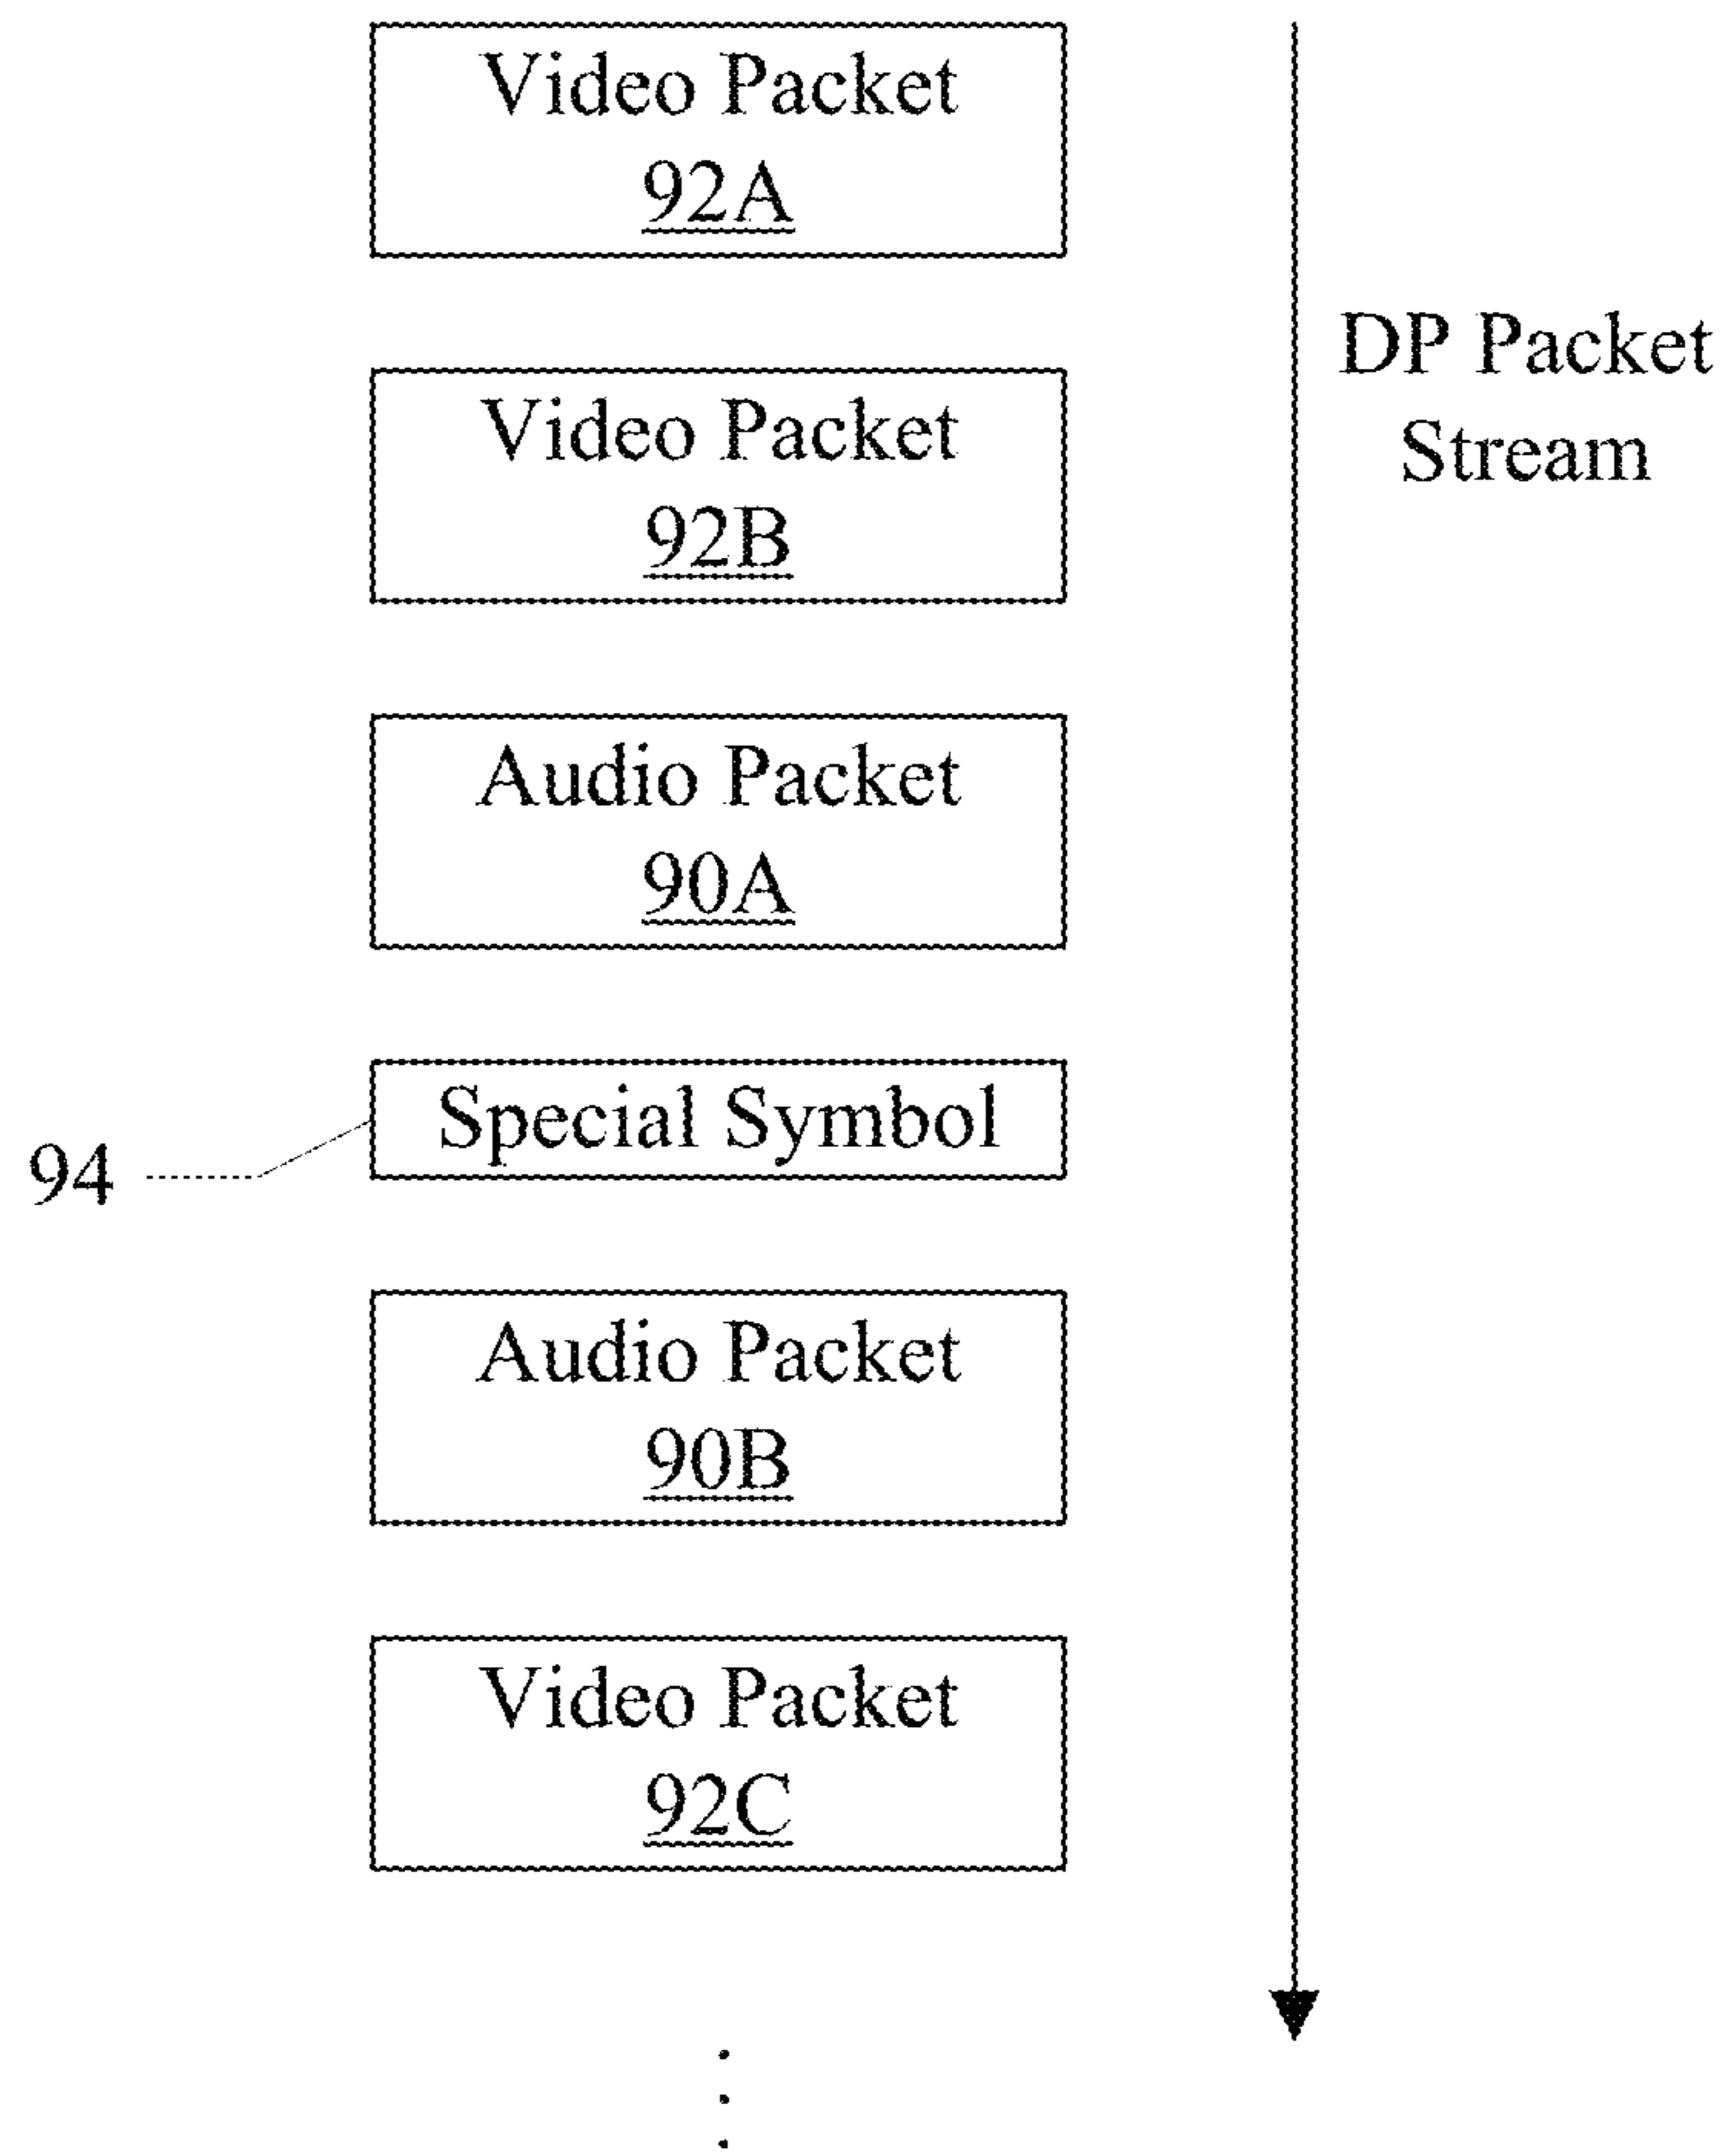 Video Packet
92A
DP Packet
Stream
Video Packet
92B
Audio Packet
90A
Special Symbol
94
Audio Packet
90B
Video Packet
92C